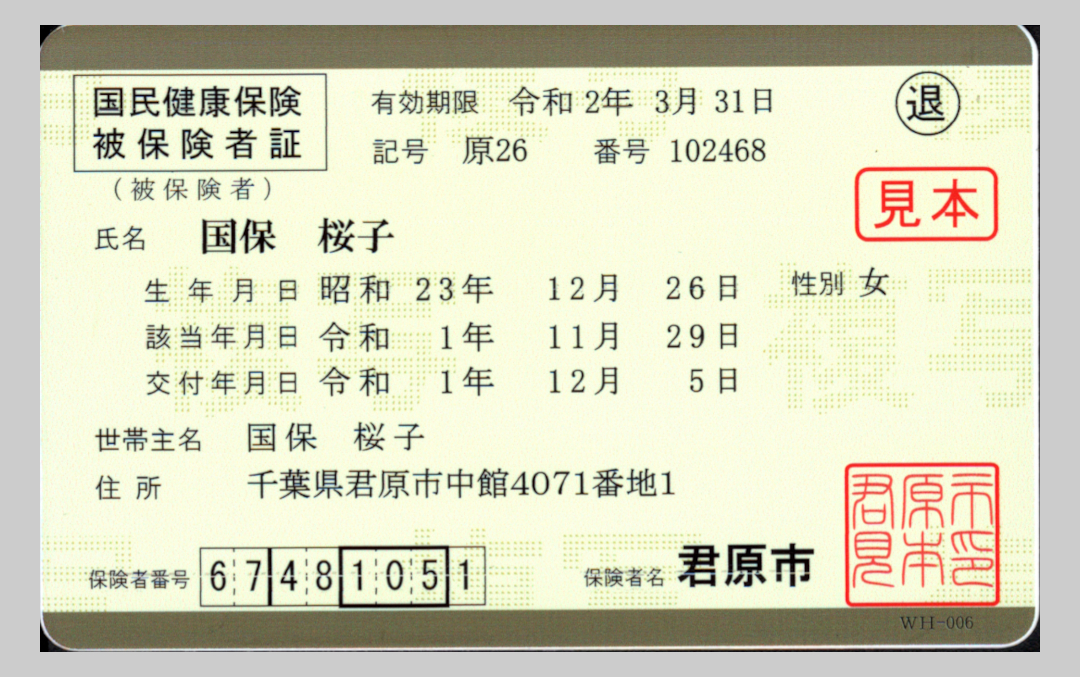 国民健康保険
被保険者証
(被保険者)
有効期限 令和 2年 3月 31日
退
記号 原26 番号 102468
見本
氏名 国保 桜子
生年月日 昭和 23年 12月 26日 性別 女
該当年月日 令和 1年 11月 29日
交付年月日 令和 1年 12月 5日
世帯主名 国保 桜子
住所 千葉県君原市中館4071番地1
保険者番号 67481051 保険者名 君原市
君原市
見本印
WH-006